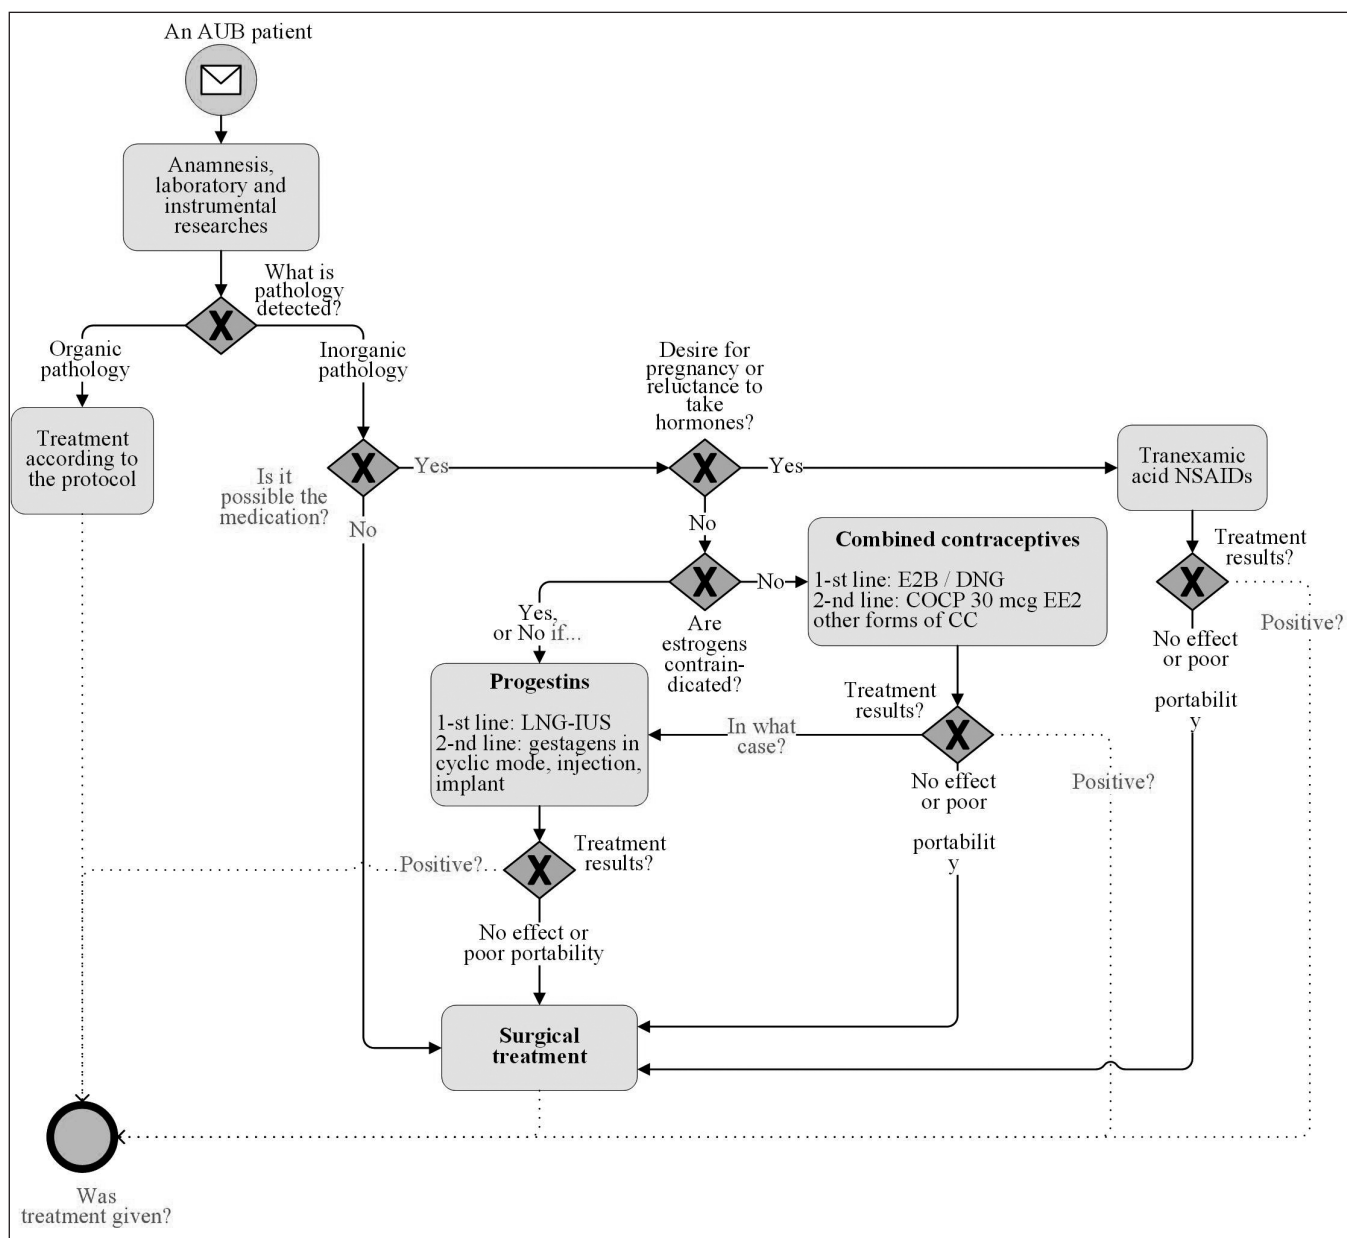 An AUB patient
Anamnesis,
laboratory and
instrumental
researches
What is
pathology
detected?
X
Organic
pathology
Inorganic
pathology
Treatment
according to
the protocol
Is it
possible the
medication?
X
Yes
No
Desire for
pregnancy or
reluctance to
take
hormones?
X
Yes
No
Tranexamic
acid NSAIDs
Treatment
results?
X
Positive?
No effect
or poor
portabilit
y
X
Are
estrogens
contrain-
dicated?
No
Yes,
or No if...
Combined contraceptives
1-st line: E2B / DNG
2-nd line: COCP 30 mcg EE2
other forms of CC
Treatment
results?
X
In what
case?
Positive?
No effect
or poor
portabilit
y
Progestins
1-st line: LNG-IUS
2-nd line: gestagens in
cyclic mode, injection,
implant
Treatment
results?
X
Positive?
No effect or
poor portability
Surgical
treatment
Was
treatment given?